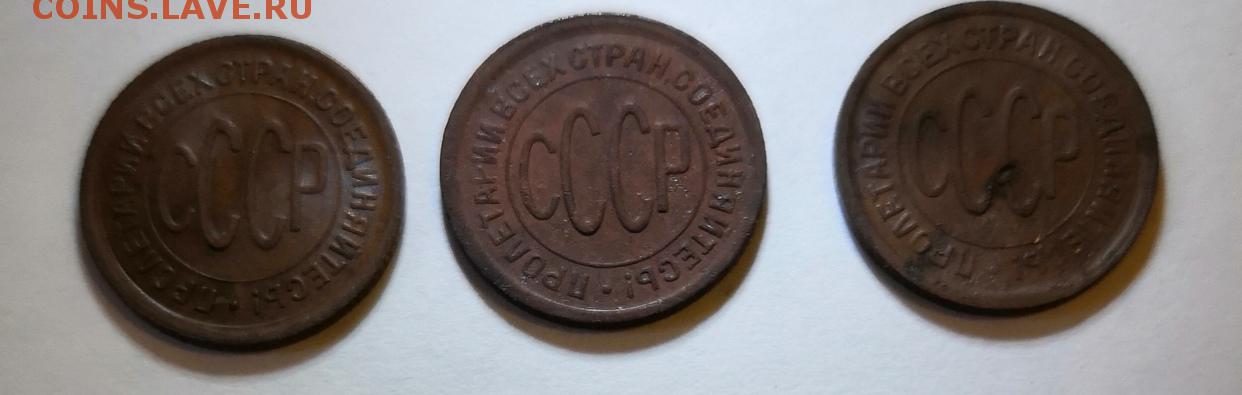 COINS.LAVE.RU
ПРОЛЕТАРИИ ВСЕХ СТРАН, СОЕДИНЯЙТЕСЬ!
СССР
ПРОЛЕТАРИИ ВСЕХ СТРАН, СОЕДИНЯЙТЕСЬ!
СССР
ПРОЛЕТАРИИ ВСЕХ СТРАН, СОЕДИНЯЙТЕСЬ!
СССР